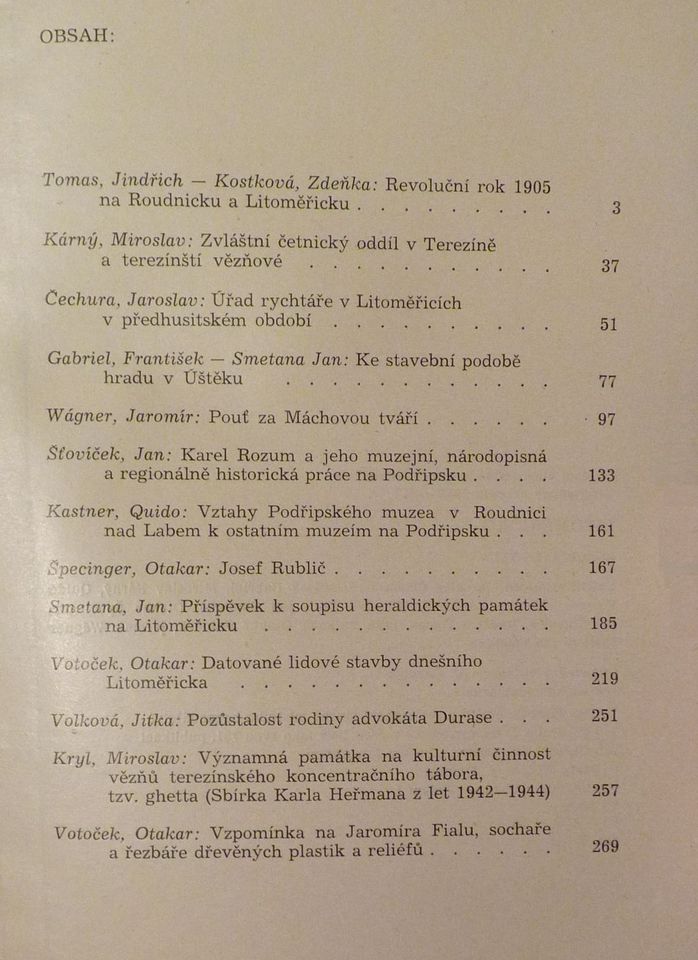 OBSAH:
Tomas, Jindřich — Kostková, Zdeňka: Revoluční rok 1905
na Roudnicku a Litoměřicku . . . . . . . . . 3
Kárný, Miroslav: Zvláštní četnický oddíl v Terezíně
a terezínští vězňové . . . . . . . . . . . 37
Čechura, Jaroslav: Úřad rychtáře v Litoměřicích
v předhusitském období . . . . . . . . . . 51
Gabriel, František — Smetana Jan: Ke stavební podobě
hradu v Úštěku . . . . . . . . . . . . 77
Wágner, Jaromír: Pouť za Máchovou tváří . . . . . . 97
Šťovíček, Jan: Karel Rozum a jeho muzejní, národopisná
a regionálně historická práce na Podřipsku . . . . 133
Kastner, Quido: Vztahy Podřipského muzea v Roudnici
nad Labem k ostatním muzeím na Podřipsku . . . 161
Špecinger, Otakar: Josef Rublič . . . . . . . . . . 167
Smetana, Jan: Příspěvek k soupisu heraldických památek
na Litoměřicku . . . . . . . . . . . . . 185
Votoček, Otakar: Datované lidové stavby dnešního
Litoměřicka . . . . . . . . . . . . . . 219
Volková, Jitka: Pozůstalost rodiny advokáta Durase . . . 251
Kryl, Miroslav: Významná památka na kulturní činnost
vězňů terezínského koncentračního tábora,
tzv. ghetta (Sbírka Karla Heřmana z let 1942—1944) 257
Votoček, Otakar: Vzpomínka na Jaromíra Fialu, sochaře
a řezbáře dřevěných plastik a reliéfů . . . . . . 269